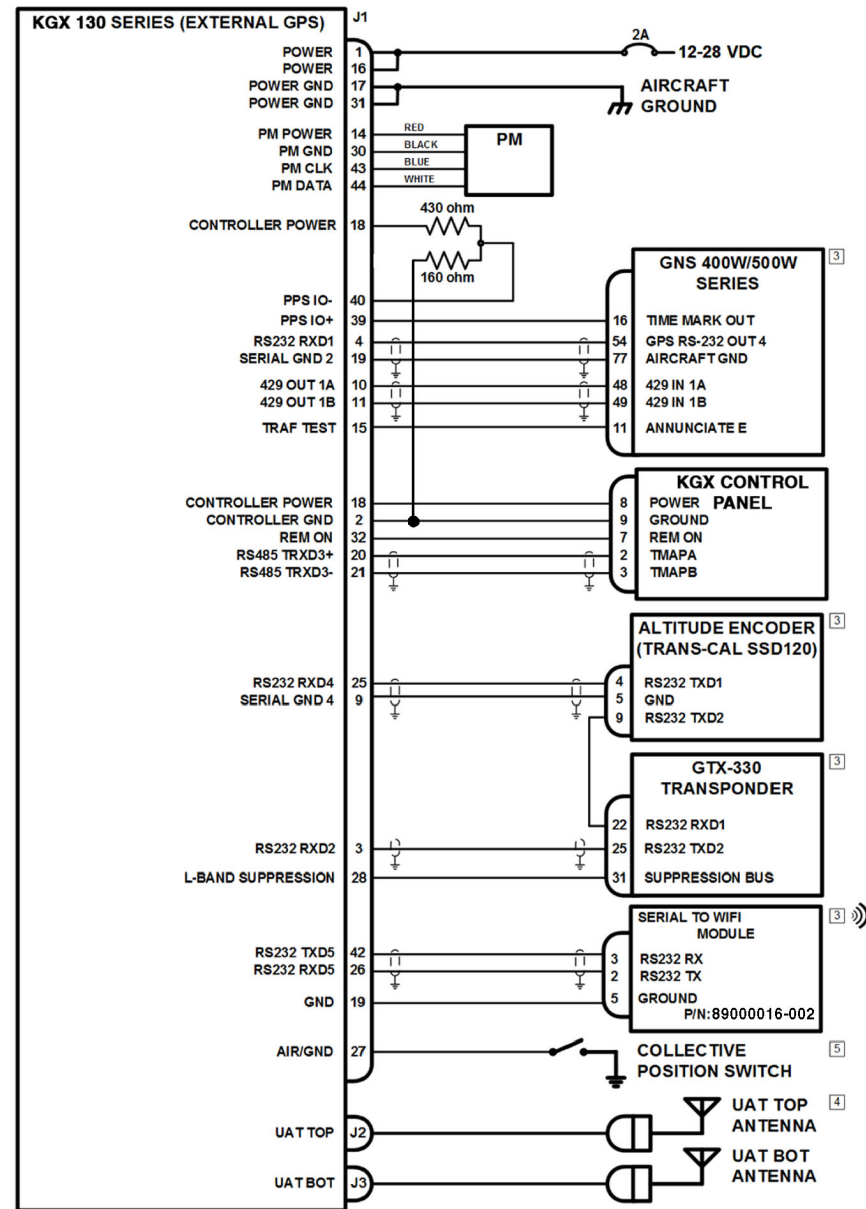 KGX 130 SERIES (EXTERNAL GPS) J1
POWER 1 2A 12-28 VDC
POWER 16
POWER GND 17 AIRCRAFT
POWER GND 31 GROUND
PM POWER 14 RED PM
PM GND 30 BLACK
PM CLK 43 BLUE
PM DATA 44 WHITE
430 ohm
CONTROLLER POWER 18
160 ohm
GNS 400W/500W 3
SERIES
PPS IO- 40
PPS IO+ 39 16 TIME MARK OUT
RS232 RXD1 4 54 GPS RS-232 OUT 4
SERIAL GND 2 19 77 AIRCRAFT GND
429 OUT 1A 10 48 429 IN 1A
429 OUT 1B 11 49 429 IN 1B
TRAF TEST 15 11 ANNUNCIATE E
KGX CONTROL
PANEL
CONTROLLER POWER 18 8 POWER
CONTROLLER GND 2 9 GROUND
REM ON 32 7 REM ON
RS485 TRXD3+ 20 2 TMAPA
RS485 TRXD3- 21 3 TMAPB
ALTITUDE ENCODER 3
(TRANS-CAL SSD120)
RS232 RXD4 25 4 RS232 TXD1
SERIAL GND 4 9 5 GND
9 RS232 TXD2
GTX-330 3
TRANSPONDER
22 RS232 RXD1
RS232 RXD2 3 25 RS232 TXD2
L-BAND SUPPRESSION 28 31 SUPPRESSION BUS
SERIAL TO WIFI 3
MODULE
RS232 TXD5 42 3 RS232 RX
RS232 RXD5 26 2 RS232 TX
GND 19 5 GROUND
P/N:89000016-002
AIR/GND 27 COLLECTIVE 5
POSITION SWITCH
UAT TOP J2 UAT TOP 4
ANTENNA
UAT BOT J3 UAT BOT
ANTENNA